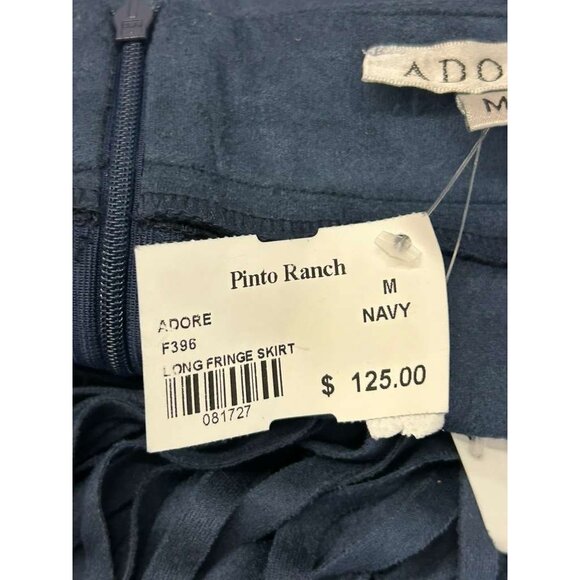 ADO
M
Pinto Ranch
ADORE
F396
LONG FRINGE SKIRT
081727
M
NAVY
$ 125.00